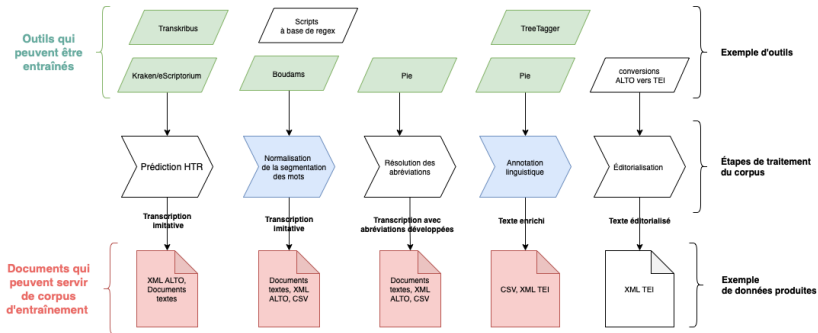 Outils qui
peuvent être
entraînés
Transkribus
Scripts
à base de regex
TreeTagger
Kraken/eScriptorium
Boudams
Pie
Pie
conversions
ALTO vers TEI
Exemple d'outils
Prédiction HTR
Normalisation
de la segmentation
des mots
Résolution des
abréviations
Annotation
linguistique
Éditorialisation
Étapes de traitement
du corpus
Transcription
imitative
Transcription
imitative
Transcription avec
abréviations développées
Texte enrichi
Texte éditorialisé
Documents qui
peuvent servir
de corpus
d'entraînement
XML ALTO,
Documents
textes
Documents
textes, XML
ALTO, CSV
Documents
textes, XML
ALTO, CSV
CSV, XML TEI
XML TEI
Exemple
de données produites